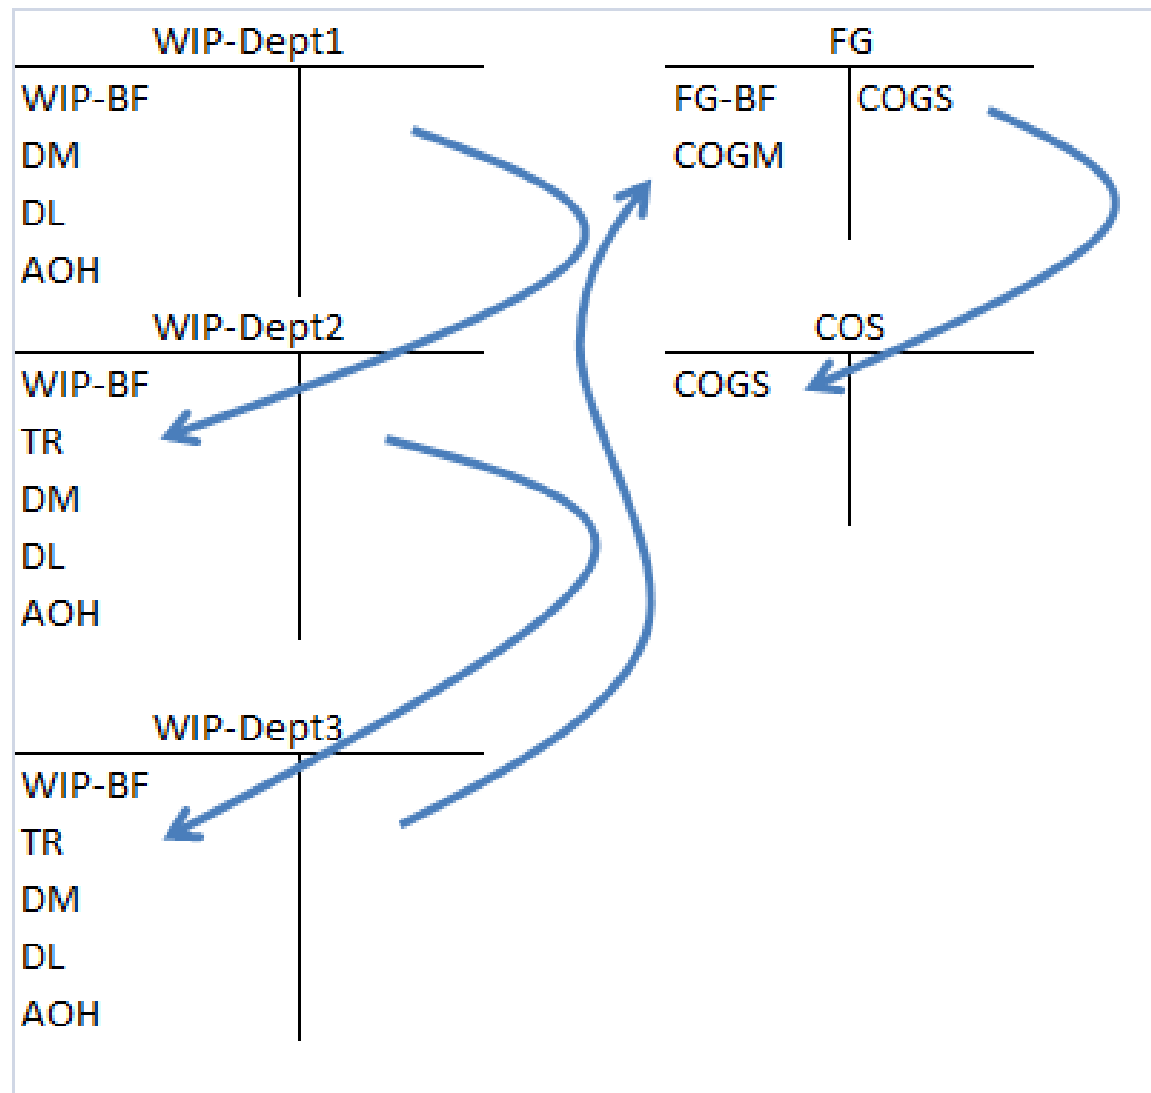 WIP-Dept1
WIP-BF
DM
DL
AOH
WIP-Dept2
WIP-BF
TR
DM
DL
AOH
WIP-Dept3
WIP-BF
TR
DM
DL
AOH
FG
FG-BF COGS
COGM
COS
COGS